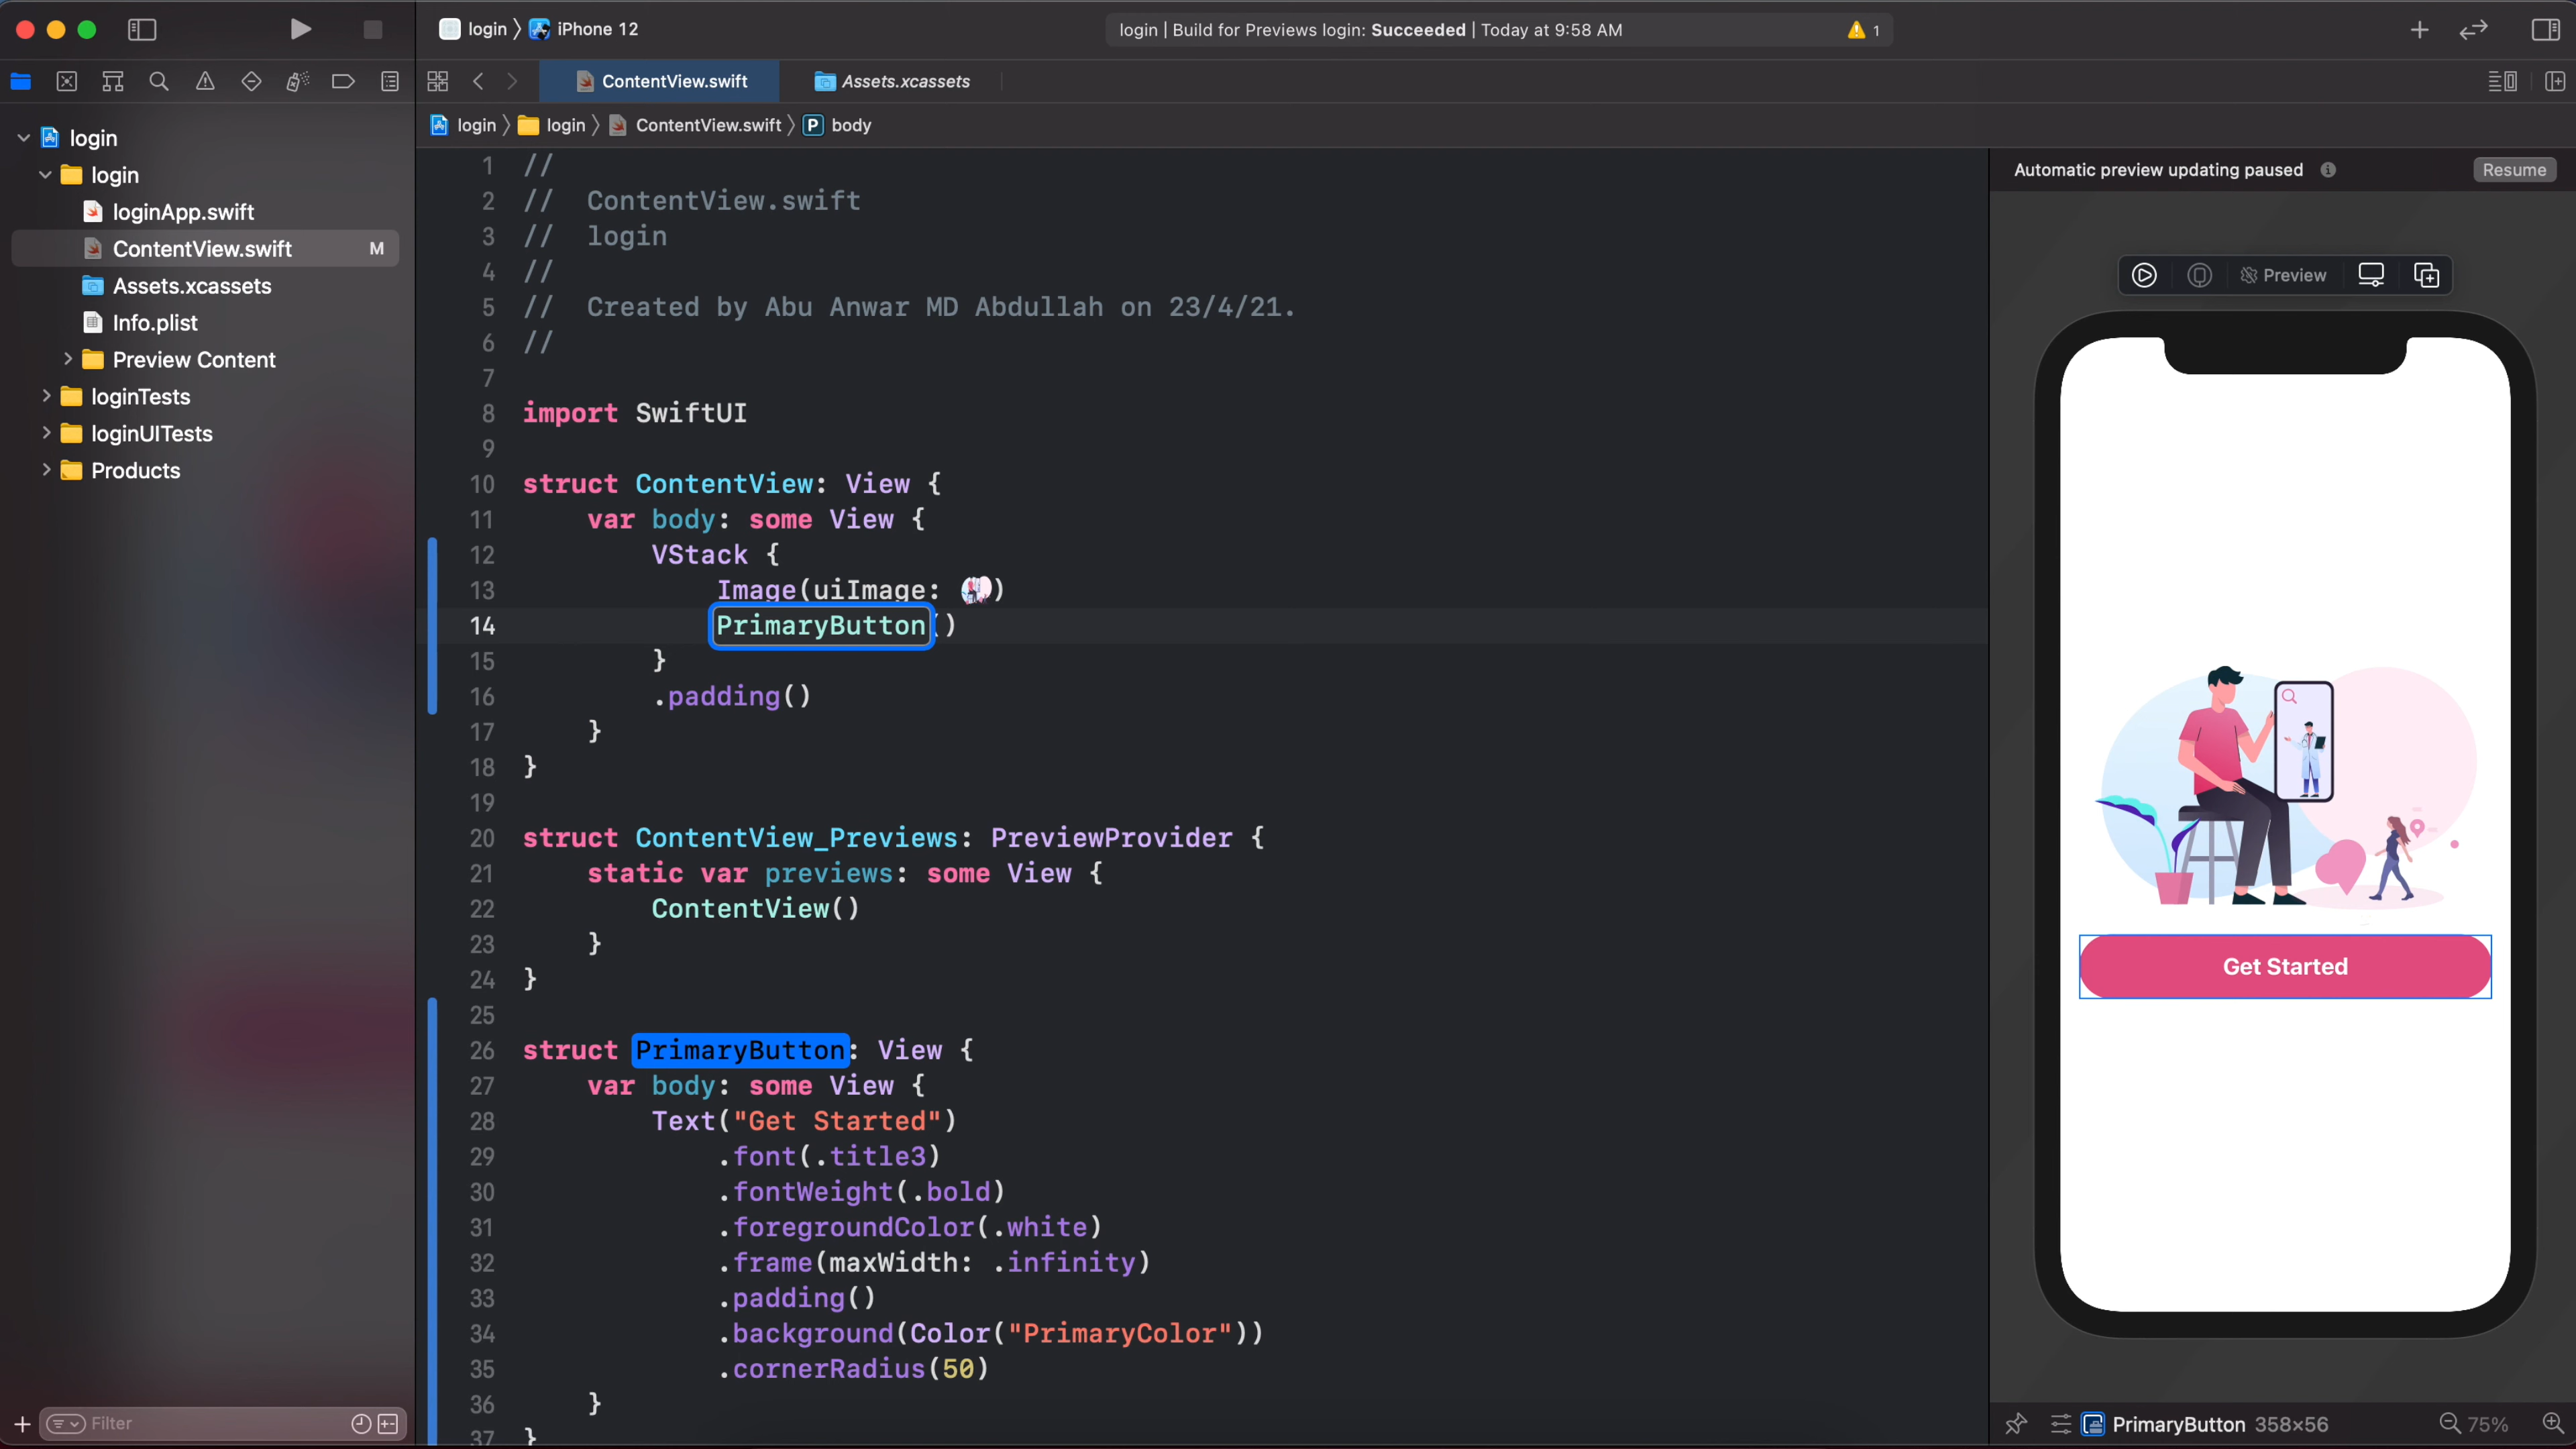 login 〉 iPhone 12
login | Build for Previews login: Succeeded | Today at 9:58 AM
1
ContentView.swift
Assets.xcassets
login 〉 login 〉 ContentView.swift 〉 P body
login
login
loginApp.swift
ContentView.swift M
Assets.xcassets
Info.plist
Preview Content
loginTests
loginUITests
Products
Filter
1 //
2 //  ContentView.swift
3 //  login
4 //
5 //  Created by Abu Anwar MD Abdullah on 23/4/21.
6 //
7
8 import SwiftUI
9
10 struct ContentView: View {
11     var body: some View {
12         VStack {
13             Image(uiImage: )
14             PrimaryButton()
15         }
16         .padding()
17     }
18 }
19
20 struct ContentView_Previews: PreviewProvider {
21     static var previews: some View {
22         ContentView()
23     }
24 }
25
26 struct PrimaryButton: View {
27     var body: some View {
28         Text("Get Started")
29             .font(.title3)
30             .fontWeight(.bold)
31             .foregroundColor(.white)
32             .frame(maxWidth: .infinity)
33             .padding()
34             .background(Color("PrimaryColor"))
35             .cornerRadius(50)
36     }
37 }
Automatic preview updating paused
Resume
Preview
Get Started
PrimaryButton 358×56
75%